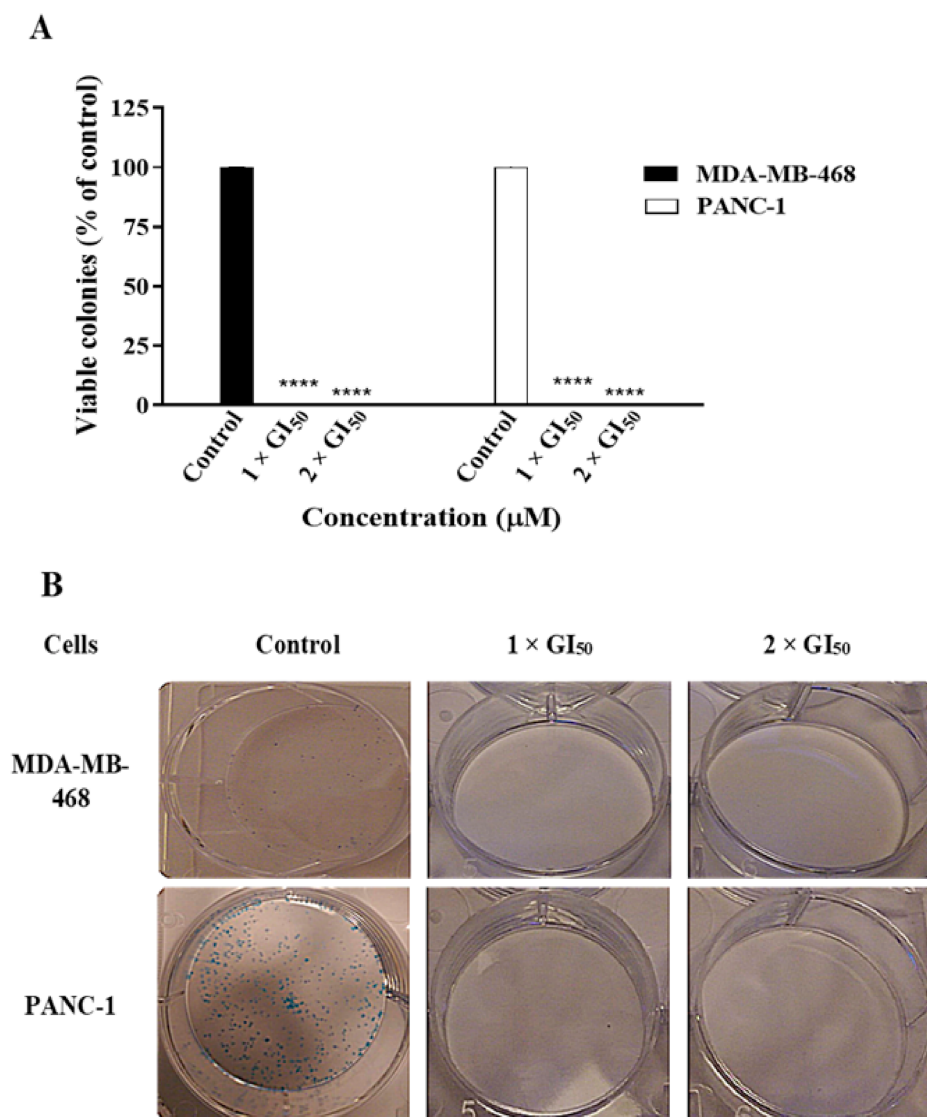 A
Viable colonies (% of control)
125
100
75
50
25
0
**** **** **** ****
Control 1 × GI₅₀ 2 × GI₅₀ Control 1 × GI₅₀ 2 × GI₅₀
Concentration (μM)
MDA-MB-468
PANC-1
B
Cells Control 1 × GI₅₀ 2 × GI₅₀
MDA-MB-
468
PANC-1
5